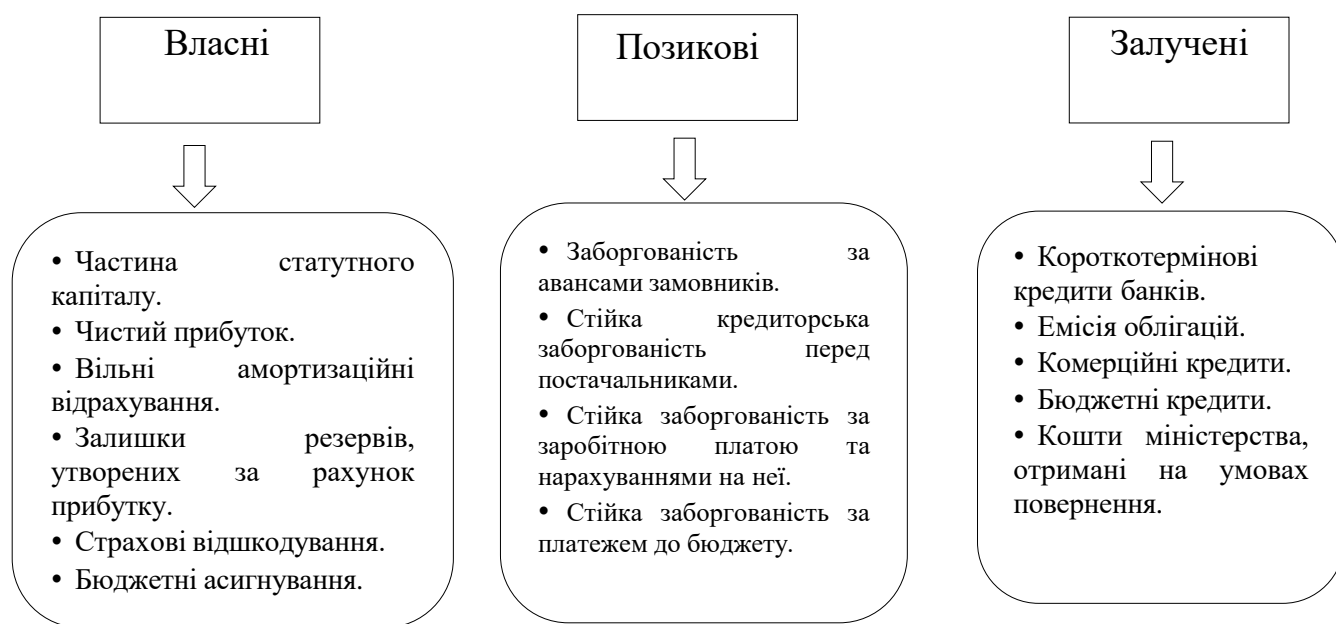 Власні
• Частина статутного
капіталу.
• Чистий прибуток.
• Вільні амортизаційні
відрахування.
• Залишки резервів,
утворених за рахунок
прибутку.
• Страхові відшкодування.
• Бюджетні асигнування.
Позикові
• Заборгованість за
авансами замовників.
• Стійка кредиторська
заборгованість перед
постачальниками.
• Стійка заборгованість за
заробітною платою та
нарахуваннями на неї.
• Стійка заборгованість за
платежем до бюджету.
Залучені
• Короткотермінові
кредити банків.
• Емісія облігацій.
• Комерційні кредити.
• Бюджетні кредити.
• Кошти міністерства,
отримані на умовах
повернення.